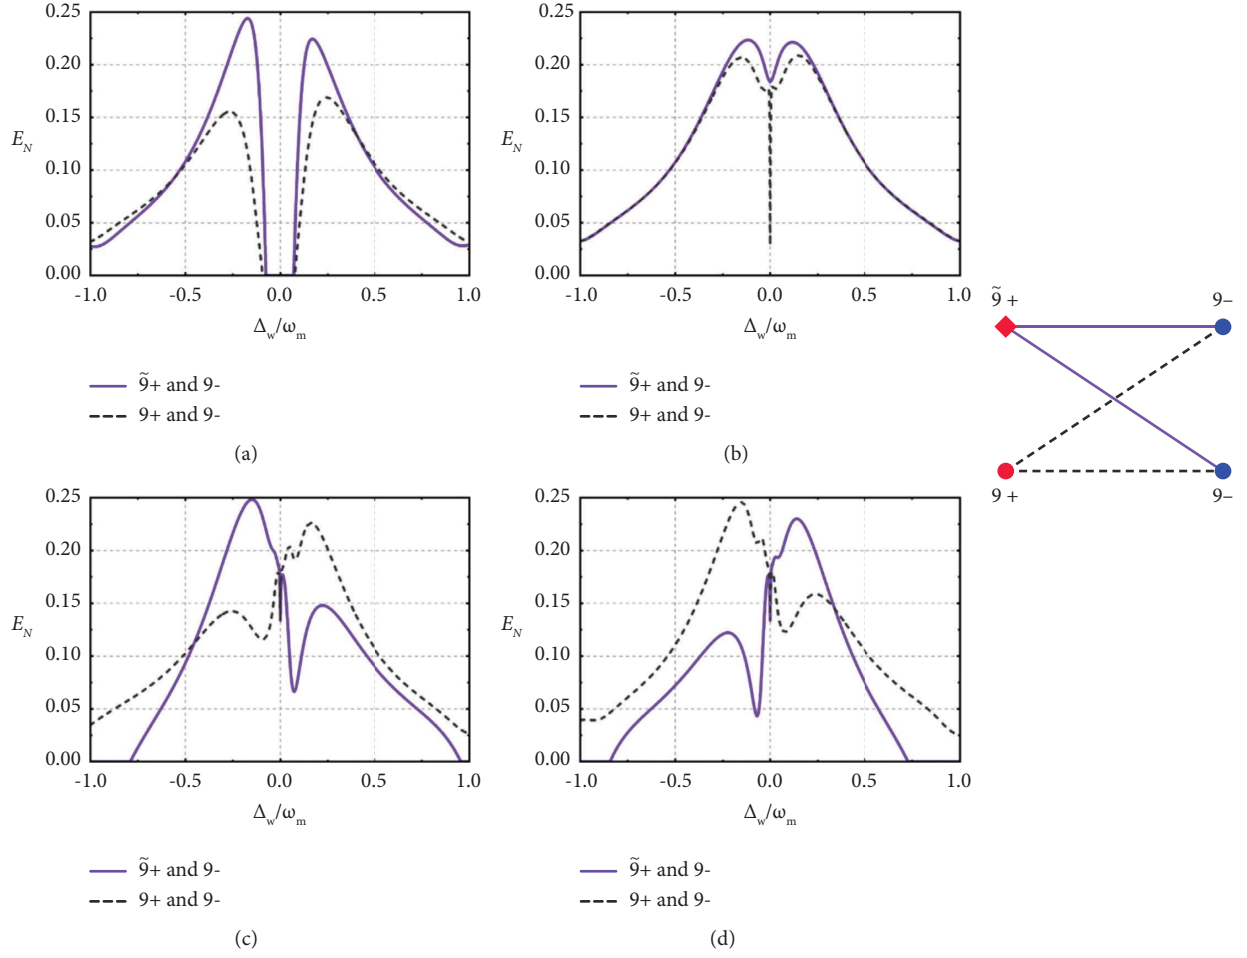 0.25
0.20
0.15
E_N
0.10
0.05
0.00
-1.0 -0.5 0.0 0.5 1.0
Δ_w/ω_m
9̃+ and 9-
9+ and 9-
(a)
0.25
0.20
0.15
E_N
0.10
0.05
0.00
-1.0 -0.5 0.0 0.5 1.0
Δ_w/ω_m
9̃+ and 9-
9+ and 9-
(b)
9̃ + 9–
9 + 9–
0.25
0.20
0.15
E_N
0.10
0.05
0.00
-1.0 -0.5 0.0 0.5 1.0
Δ_w/ω_m
9̃+ and 9-
9+ and 9-
(c)
0.25
0.20
0.15
E_N
0.10
0.05
0.00
-1.0 -0.5 0.0 0.5 1.0
Δ_w/ω_m
9̃+ and 9-
9+ and 9-
(d)